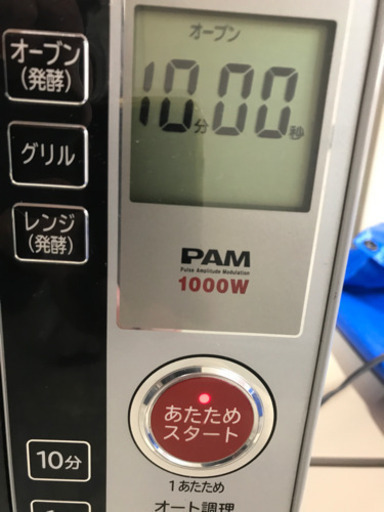 オーブン
(発酵)
グリル
レンジ
(発酵)
オーブン
10分00秒
PAM
Pulse Amplitude Modulation
1000W
あたため
スタート
1あたため
オート調理
10分